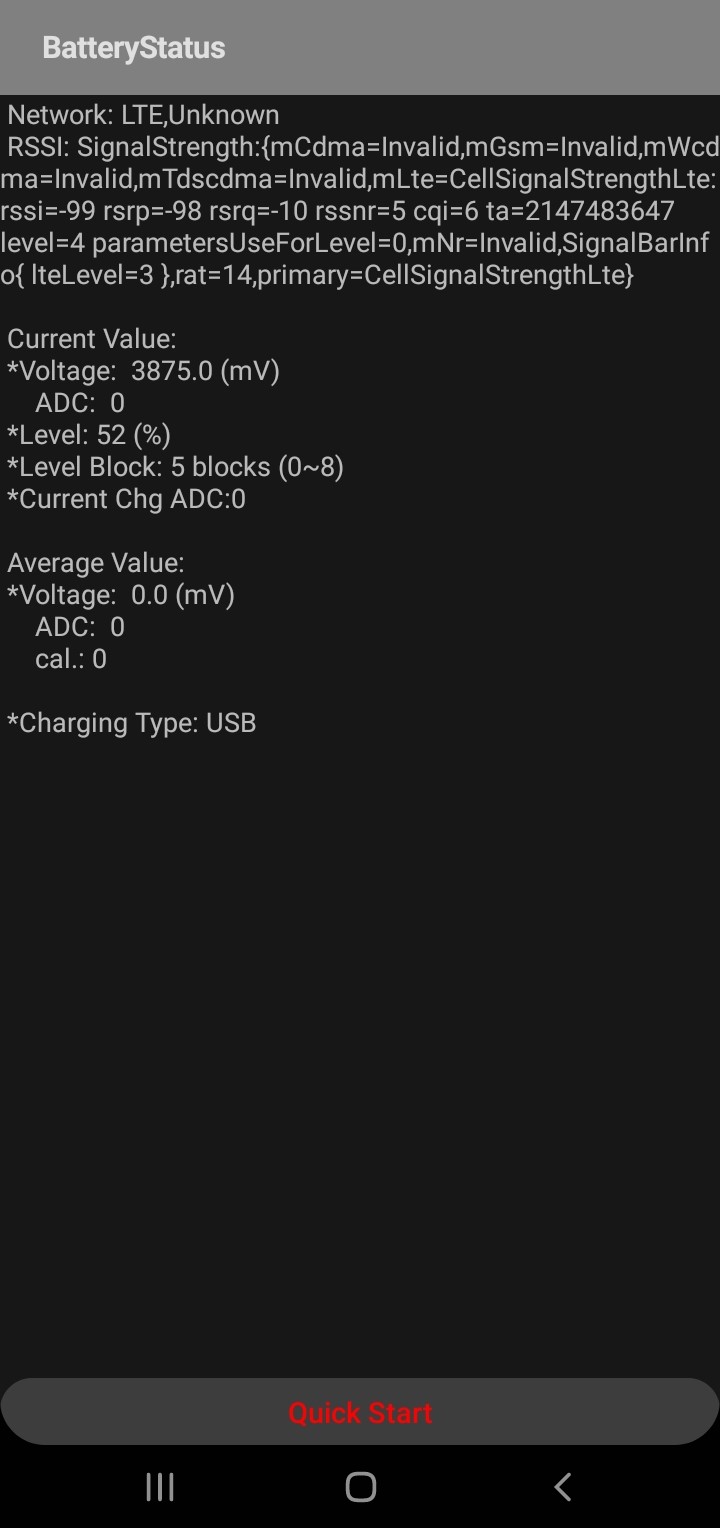 BatteryStatus
Network: LTE,Unknown
RSSI: SignalStrength:{mCdma=Invalid,mGsm=Invalid,mWcd
ma=Invalid,mTdscdma=Invalid,mLte=CellSignalStrengthLte:
rssi=-99 rsrp=-98 rsrq=-10 rssnr=5 cqi=6 ta=2147483647
level=4 parametersUseForLevel=0,mNr=Invalid,SignalBarInf
o{ lteLevel=3 },rat=14,primary=CellSignalStrengthLte}
Current Value:
*Voltage:  3875.0 (mV)
ADC:  0
*Level: 52 (%)
*Level Block: 5 blocks (0~8)
*Current Chg ADC:0
Average Value:
*Voltage:  0.0 (mV)
ADC:  0
cal.: 0
*Charging Type: USB
Quick Start